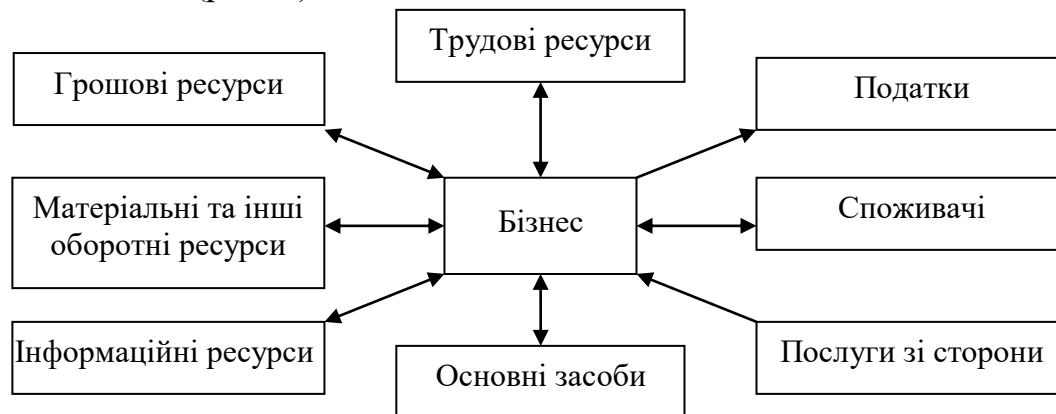 Трудові ресурси
Грошові ресурси
Податки
Матеріальні та інші
оборотні ресурси
Бізнес
Споживачі
Інформаційні ресурси
Основні засоби
Послуги зі сторони